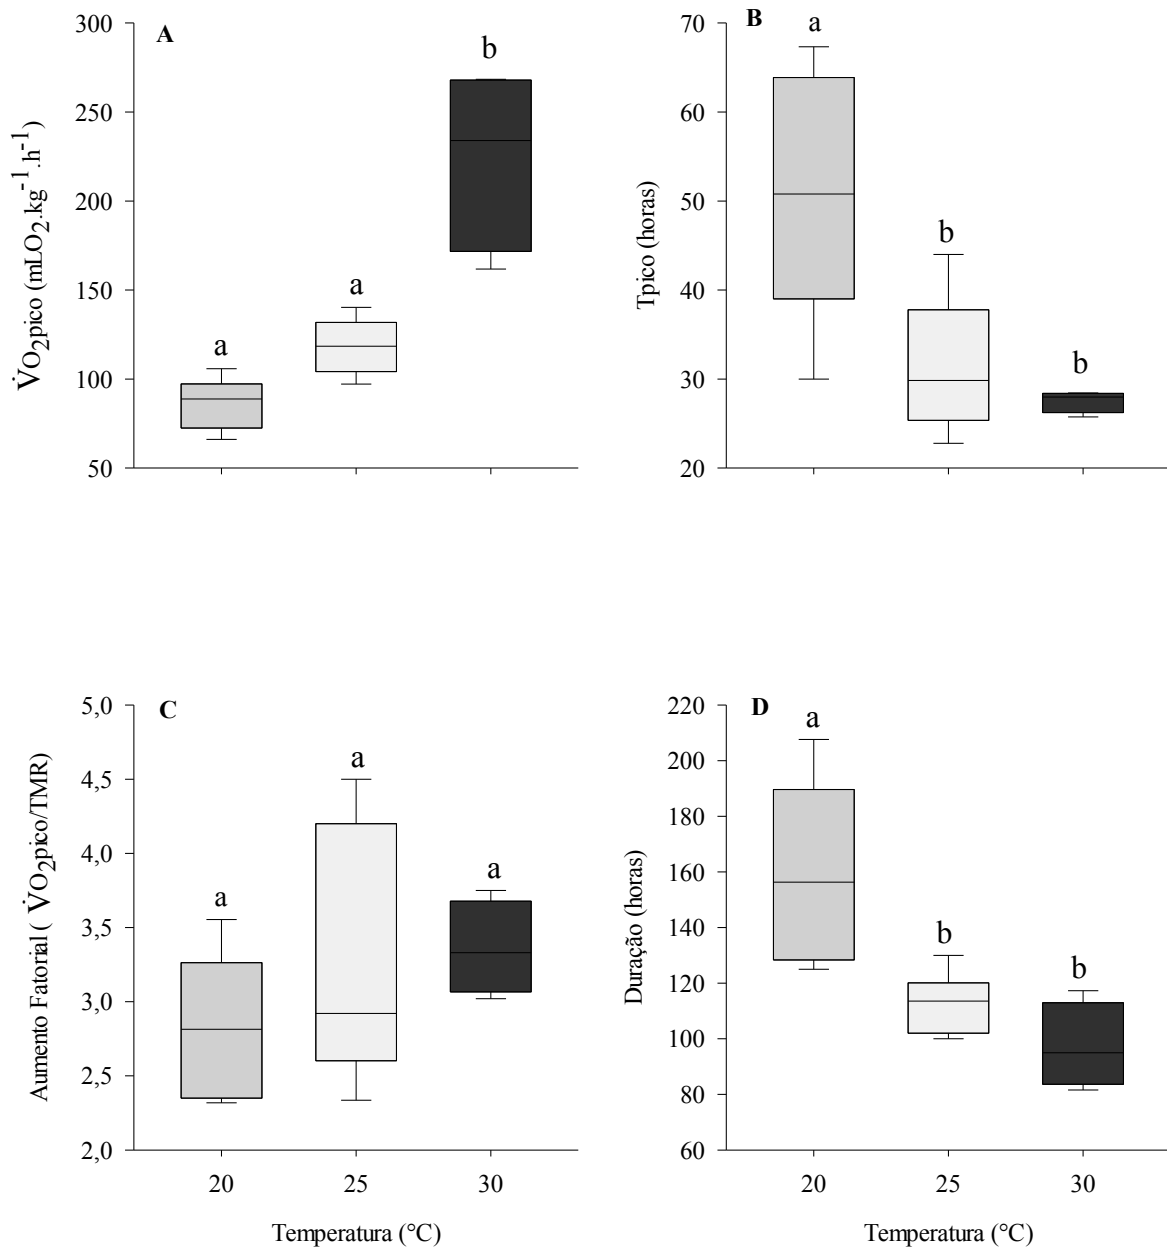 A
V̇O2pico (mLO2.kg-1.h-1)
300
250
200
150
100
50
a
a
b
B
Tpico (horas)
70
60
50
40
30
20
a
b
b
C
Aumento Fatorial ( V̇O2pico/TMR)
5,0
4,5
4,0
3,5
3,0
2,5
2,0
a
a
a
20
25
30
Temperatura (°C)
D
Duração (horas)
220
200
180
160
140
120
100
80
60
a
b
b
20
25
30
Temperatura (°C)